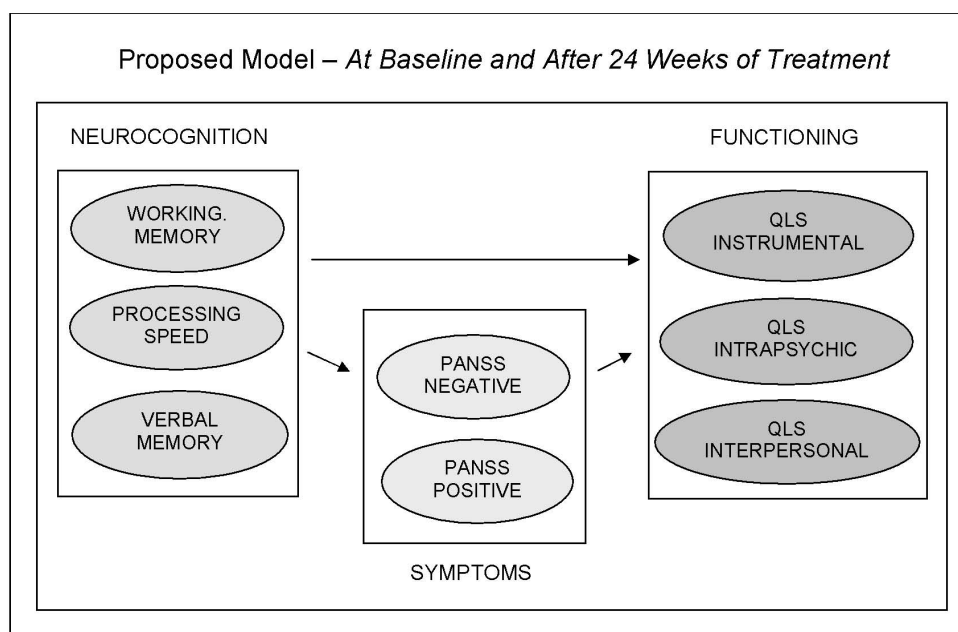 Proposed Model – At Baseline and After 24 Weeks of Treatment
NEUROCOGNITION
WORKING.
MEMORY
PROCESSING
SPEED
VERBAL
MEMORY
PANSS
NEGATIVE
PANSS
POSITIVE
SYMPTOMS
FUNCTIONING
QLS
INSTRUMENTAL
QLS
INTRAPSYCHIC
QLS
INTERPERSONAL